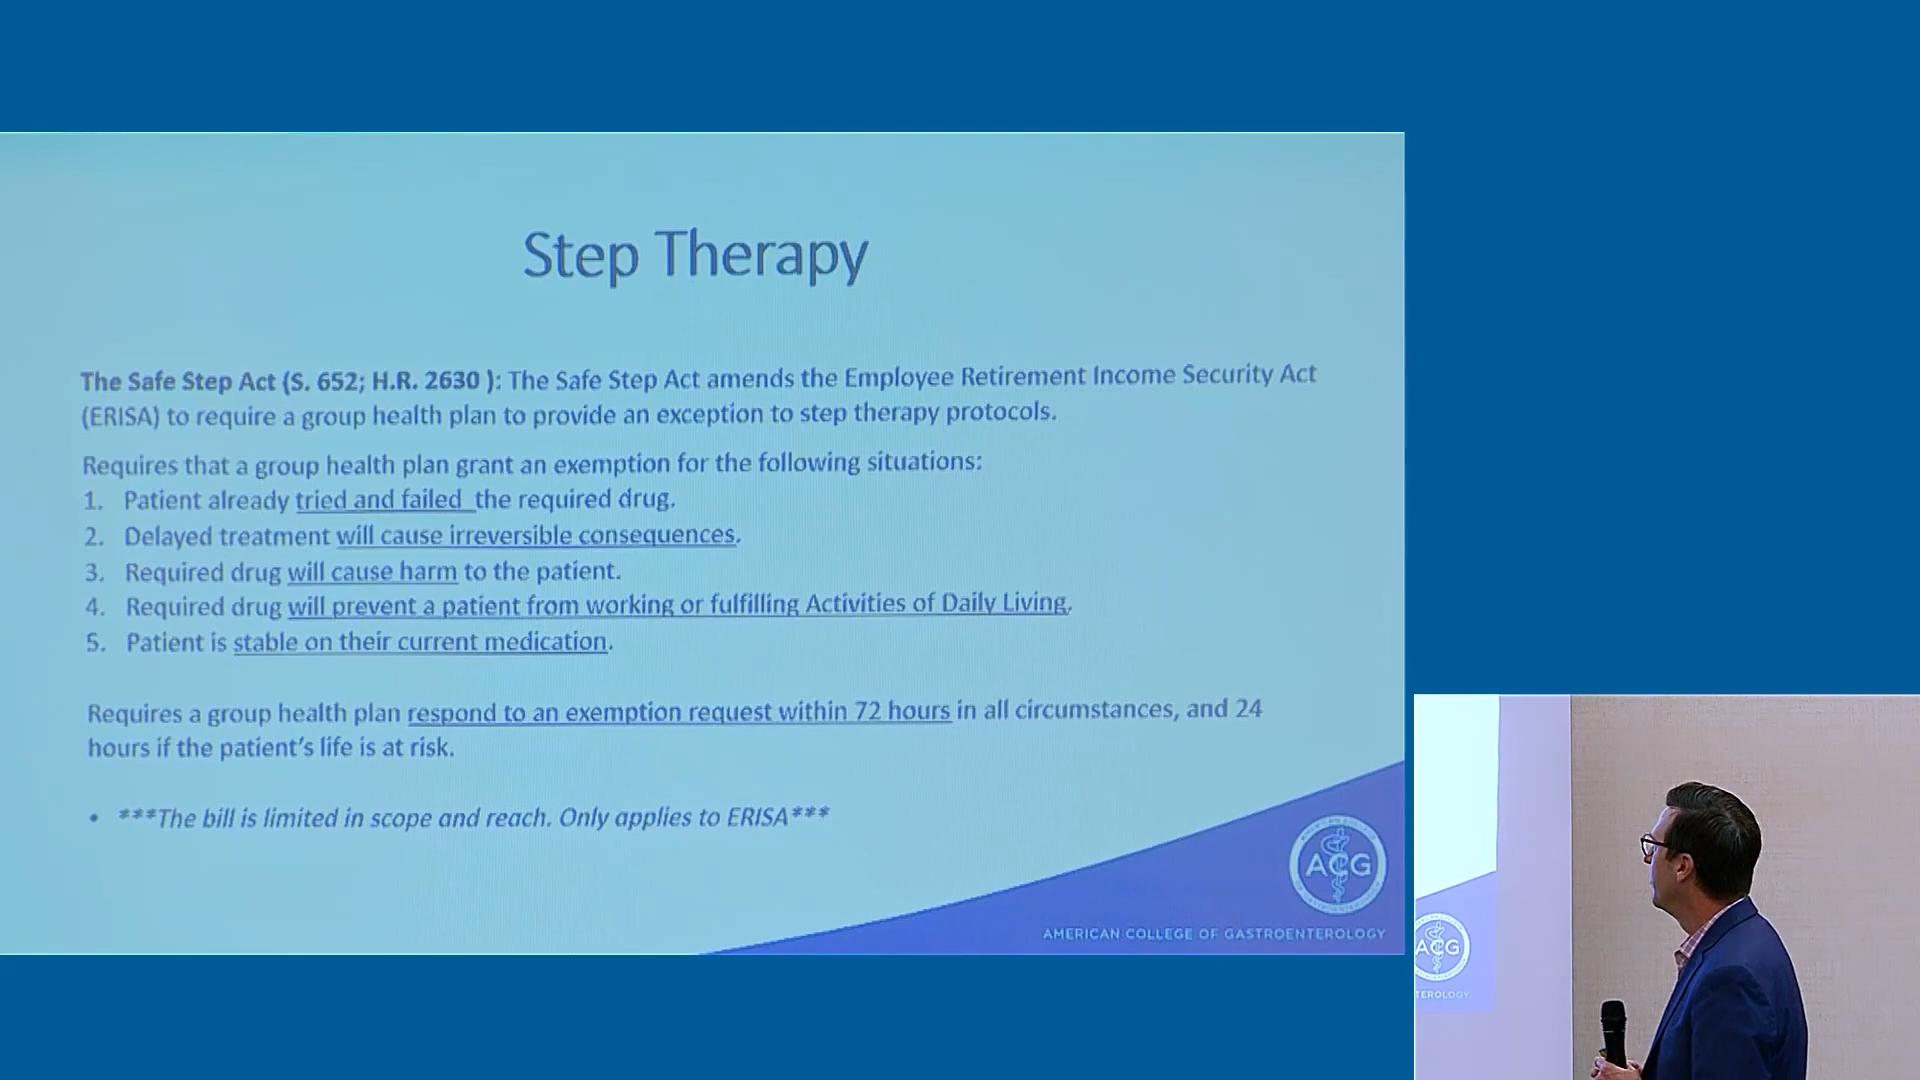 Step Therapy
The Safe Step Act (S. 652; H.R. 2630 ): The Safe Step Act amends the Employee Retirement Income Security Act
(ERISA) to require a group health plan to provide an exception to step therapy protocols.
Requires that a group health plan grant an exemption for the following situations:
1. Patient already tried and failed the required drug.
2. Delayed treatment will cause irreversible consequences.
3. Required drug will cause harm to the patient.
4. Required drug will prevent a patient from working or fulfilling Activities of Daily Living.
5. Patient is stable on their current medication.
Requires a group health plan respond to an exemption request within 72 hours in all circumstances, and 24
hours if the patient's life is at risk.
• ***The bill is limited in scope and reach. Only applies to ERISA***
ACG
AMERICAN COLLEGE OF GASTROENTEROLOGY
ACG
TEROLOGY